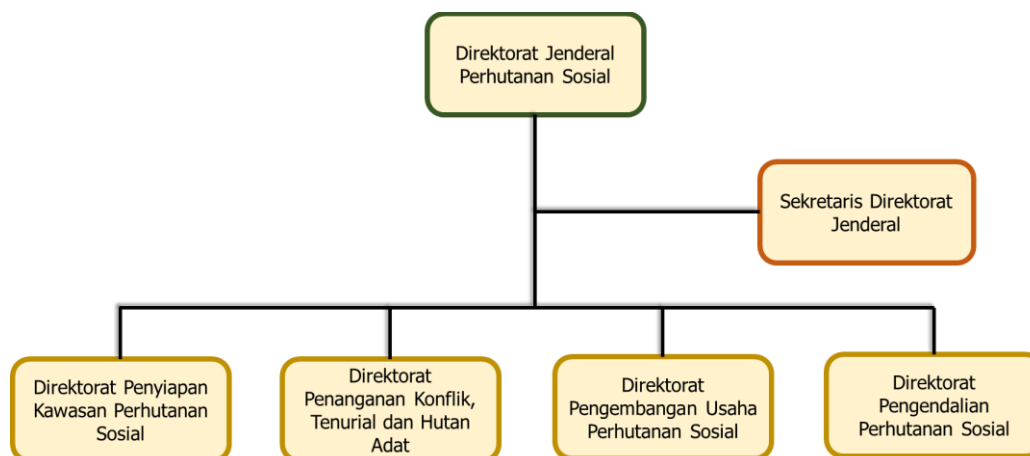 Direktorat Jenderal
Perhutanan Sosial
Sekretaris Direktorat
Jenderal
Direktorat Penyiapan
Kawasan Perhutanan
Sosial
Direktorat
Penanganan Konflik,
Tenurial dan Hutan
Adat
Direktorat
Pengembangan Usaha
Perhutanan Sosial
Direktorat
Pengendalian
Perhutanan Sosial